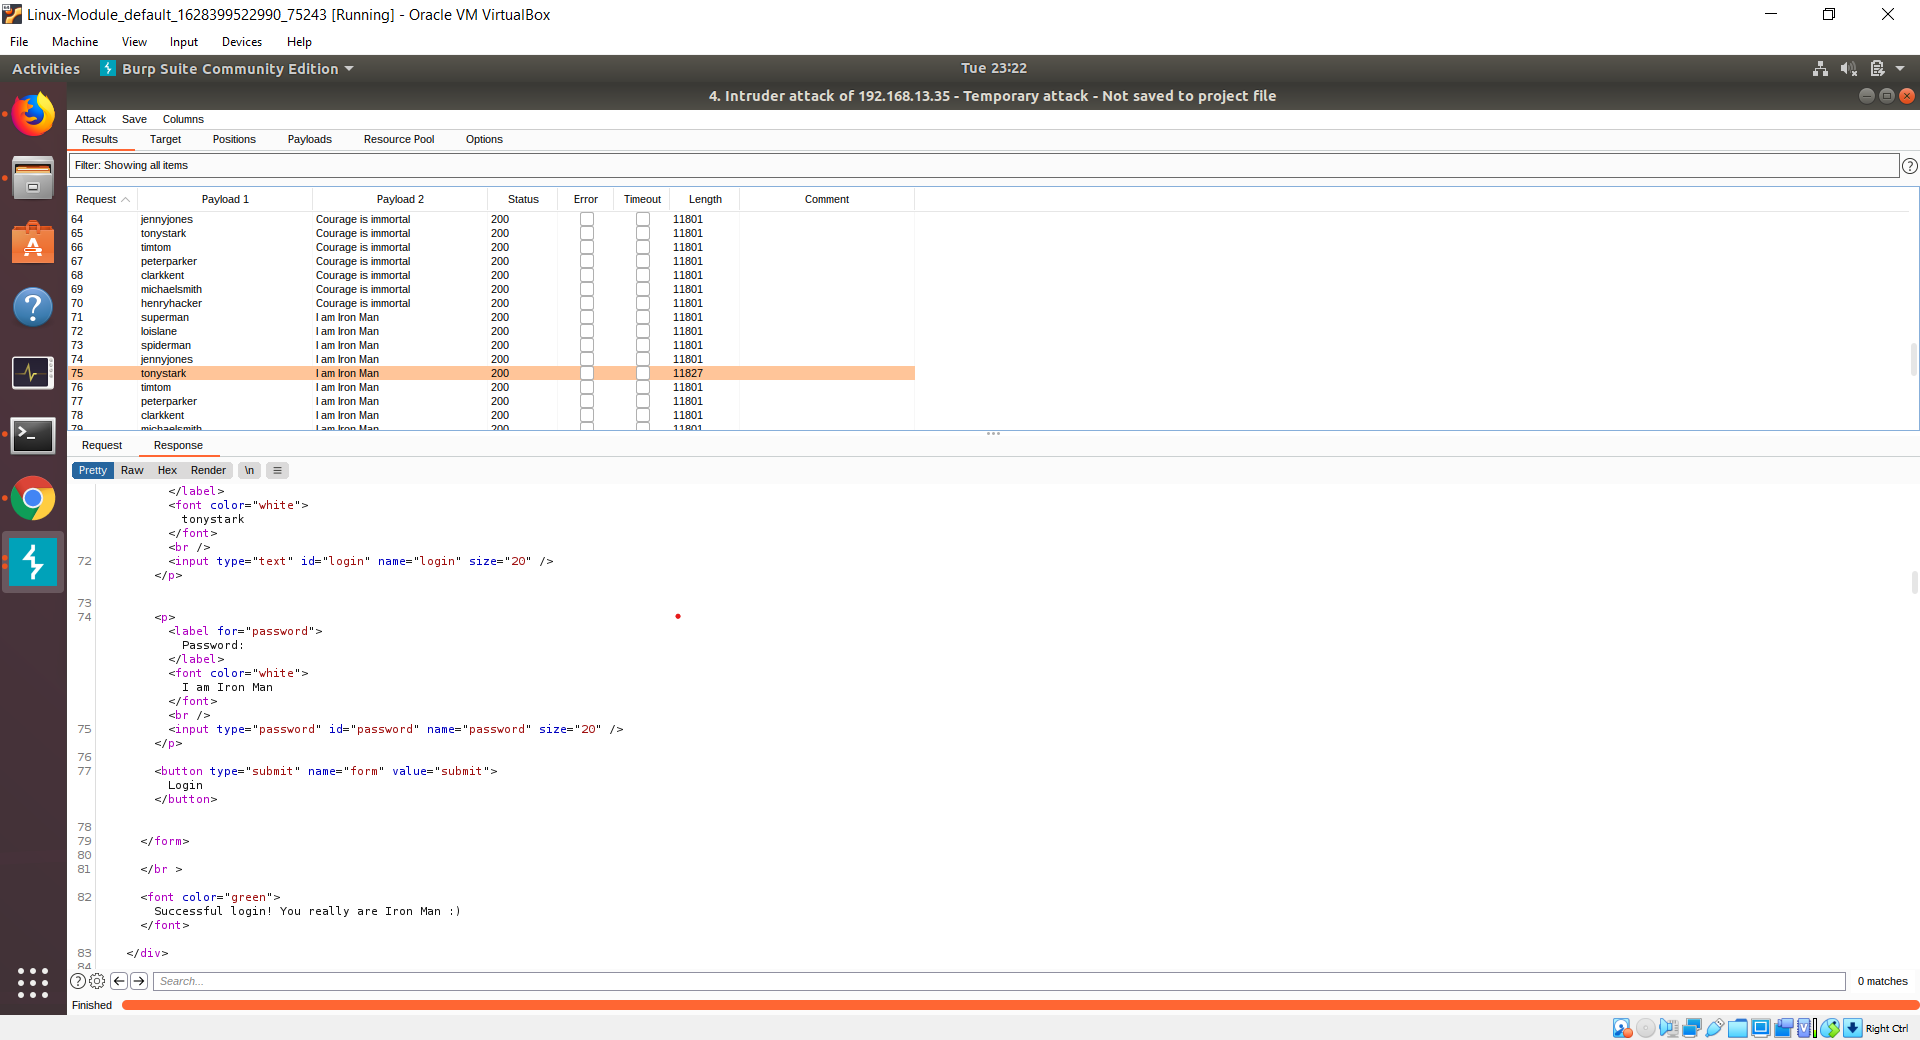 Linux-Module_default_1628399522990_75243 [Running] - Oracle VM VirtualBox
File Machine View Input Devices Help
Activities Burp Suite Community Edition Tue 23:22
4. Intruder attack of 192.168.13.35 - Temporary attack - Not saved to project file
Attack Save Columns
Results Target Positions Payloads Resource Pool Options
Filter: Showing all items
Request Payload 1 Payload 2 Status Error Timeout Length Comment
64 jennyjones Courage is immortal 200 11801
65 tonystark Courage is immortal 200 11801
66 timtom Courage is immortal 200 11801
67 peterparker Courage is immortal 200 11801
68 clarkkent Courage is immortal 200 11801
69 michaelsmith Courage is immortal 200 11801
70 henryhacker Courage is immortal 200 11801
71 superman I am Iron Man 200 11801
72 loislane I am Iron Man 200 11801
73 spiderman I am Iron Man 200 11801
74 jennyjones I am Iron Man 200 11801
75 tonystark I am Iron Man 200 11827
76 timtom I am Iron Man 200 11801
77 peterparker I am Iron Man 200 11801
78 clarkkent I am Iron Man 200 11801
79 michaelsmith I am Iron Man 200 11801
Request Response
Pretty Raw Hex Render \n
</label>
<font color="white">
tonystark
</font>
<br />
72 <input type="text" id="login" name="login" size="20" />
</p>
73
74 <p>
<label for="password">
Password:
</label>
<font color="white">
I am Iron Man
</font>
<br />
75 <input type="password" id="password" name="password" size="20" />
</p>
76
77 <button type="submit" name="form" value="submit">
Login
</button>
78
79 </form>
80
81 </br >
82 <font color="green">
Successful login! You really are Iron Man :)
</font>
83 </div>
84
Search... 0 matches
Finished
Right Ctrl